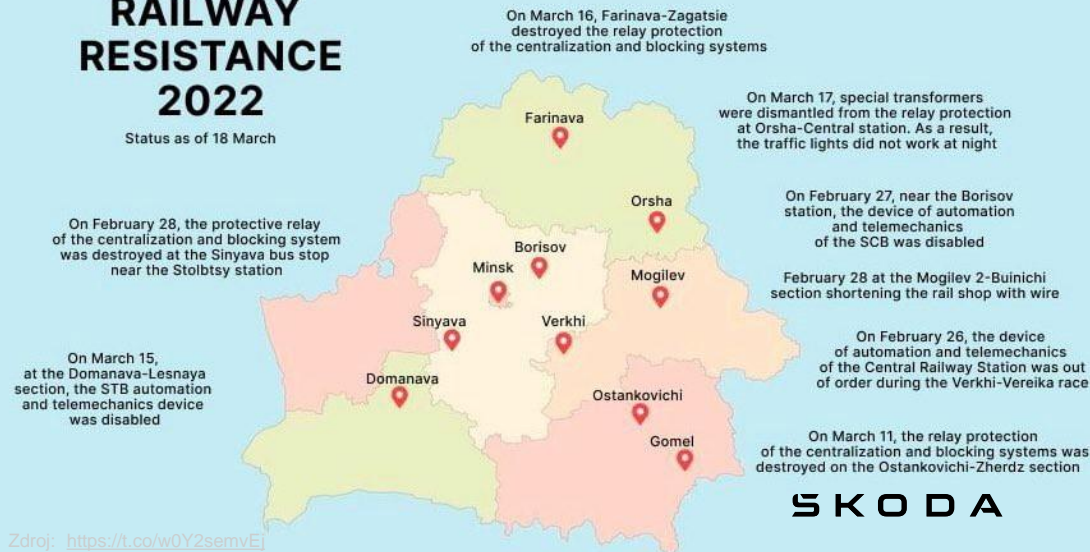 RAILWAY
RESISTANCE
2022
Status as of 18 March
On March 16, Farinava-Zagatsie
destroyed the relay protection
of the centralization and blocking systems
On March 17, special transformers
were dismantled from the relay protection
at Orsha-Central station. As a result,
the traffic lights did not work at night
On February 27, near the Borisov
station, the device of automation
and telemechanics
of the SCB was disabled
February 28 at the Mogilev 2-Buinichi
section shortening the rail shop with wire
On February 26, the device
of automation and telemechanics
of the Central Railway Station was out
of order during the Verkhi-Vereika race
On March 11, the relay protection
of the centralization and blocking systems was
destroyed on the Ostankovichi-Zherdz section
On February 28, the protective relay
of the centralization and blocking system
was destroyed at the Sinyava bus stop
near the Stolbtsy station
On March 15,
at the Domanava-Lesnaya
section, the STB automation
and telemechanics device
was disabled
Farinava
Orsha
Borisov
Minsk
Mogilev
Sinyava
Verkhi
Domanava
Ostankovichi
Gomel
ŠKODA
Zdroj: https://t.co/w0Y2semvEj